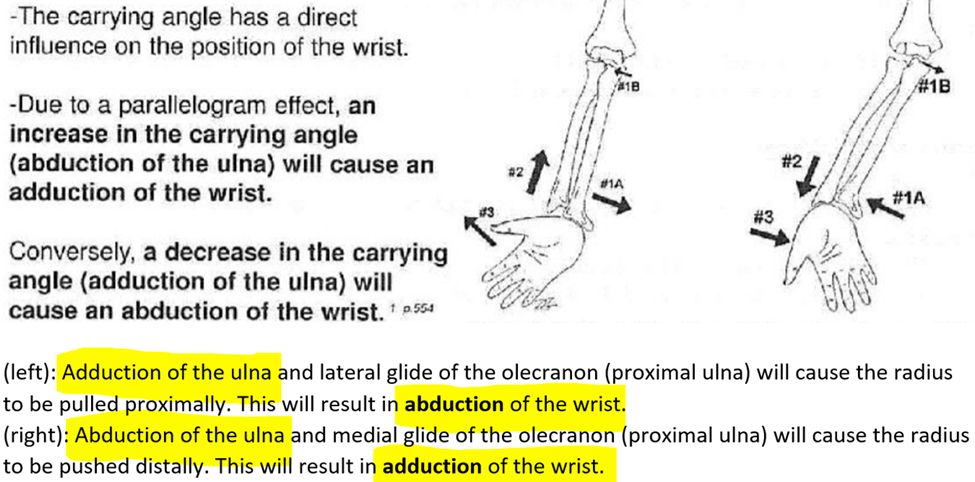 -The carrying angle has a direct
influence on the position of the wrist.
-Due to a parallelogram effect, an
increase in the carrying angle
(abduction of the ulna) will cause an
adduction of the wrist.
Conversely, a decrease in the carrying
angle (adduction of the ulna) will
cause an abduction of the wrist. 1 p.554
#1B
#2
#1A
#3
#1B
#2
#1A
#3
(left): Adduction of the ulna and lateral glide of the olecranon (proximal ulna) will cause the radius
to be pulled proximally. This will result in abduction of the wrist.
(right): Abduction of the ulna and medial glide of the olecranon (proximal ulna) will cause the radius
to be pushed distally. This will result in adduction of the wrist.